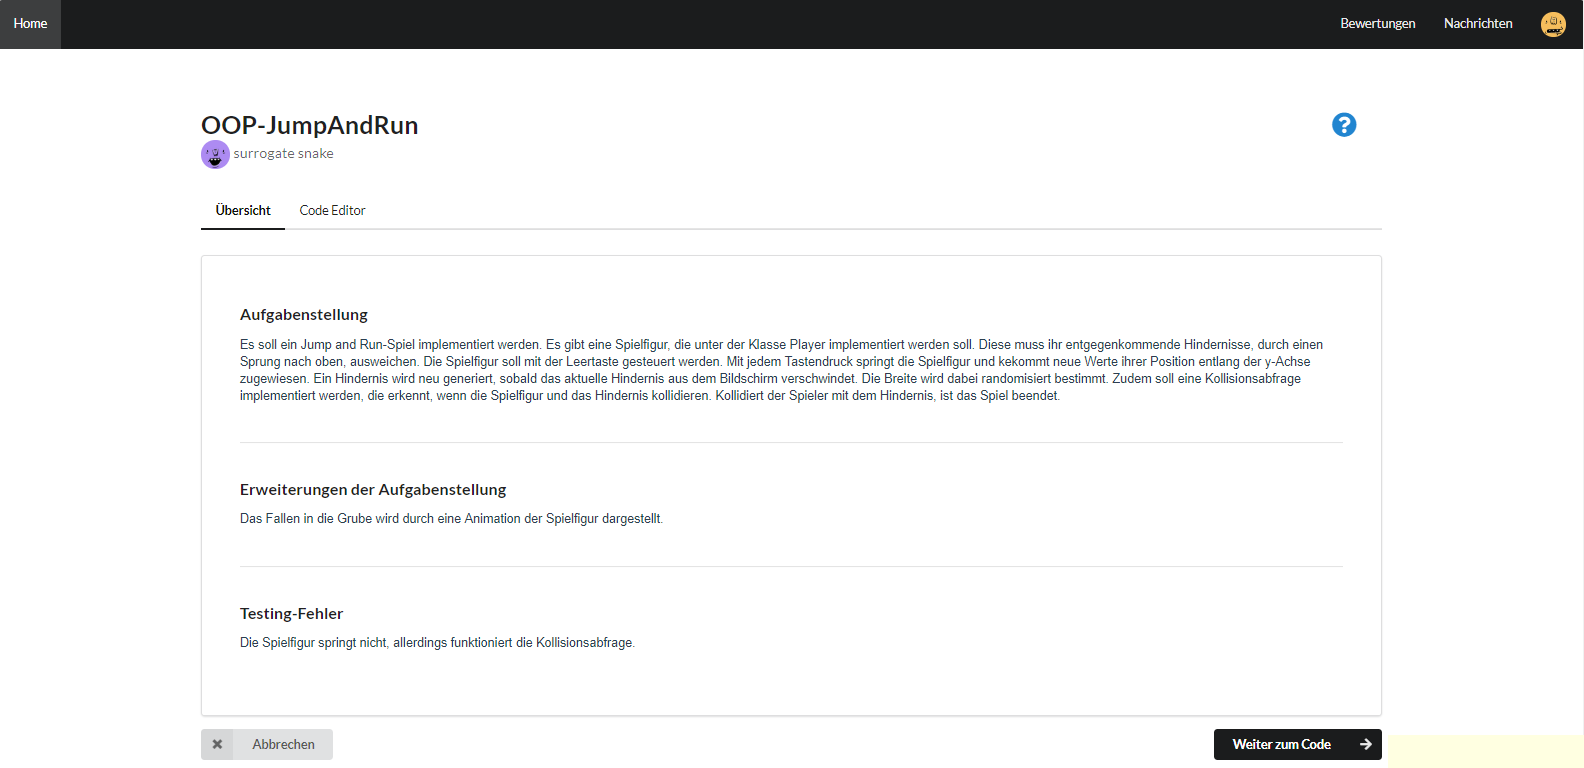 Home
Bewertungen
Nachrichten
OOP-JumpAndRun
surrogate snake
Übersicht
Code Editor
Aufgabenstellung
Es soll ein Jump and Run-Spiel implementiert werden. Es gibt eine Spielfigur, die unter der Klasse Player implementiert werden soll. Diese muss ihr entgegenkommende Hindernisse, durch einen
Sprung nach oben, ausweichen. Die Spielfigur soll mit der Leertaste gesteuert werden. Mit jedem Tastendruck springt die Spielfigur und kekommt neue Werte ihrer Position entlang der y-Achse
zugewiesen. Ein Hindernis wird neu generiert, sobald das aktuelle Hindernis aus dem Bildschirm verschwindet. Die Breite wird dabei randomisiert bestimmt. Zudem soll eine Kollisionsabfrage
implementiert werden, die erkennt, wenn die Spielfigur und das Hindernis kollidieren. Kollidiert der Spieler mit dem Hindernis, ist das Spiel beendet.
Erweiterungen der Aufgabenstellung
Das Fallen in die Grube wird durch eine Animation der Spielfigur dargestellt.
Testing-Fehler
Die Spielfigur springt nicht, allerdings funktioniert die Kollisionsabfrage.
Abbrechen
Weiter zum Code